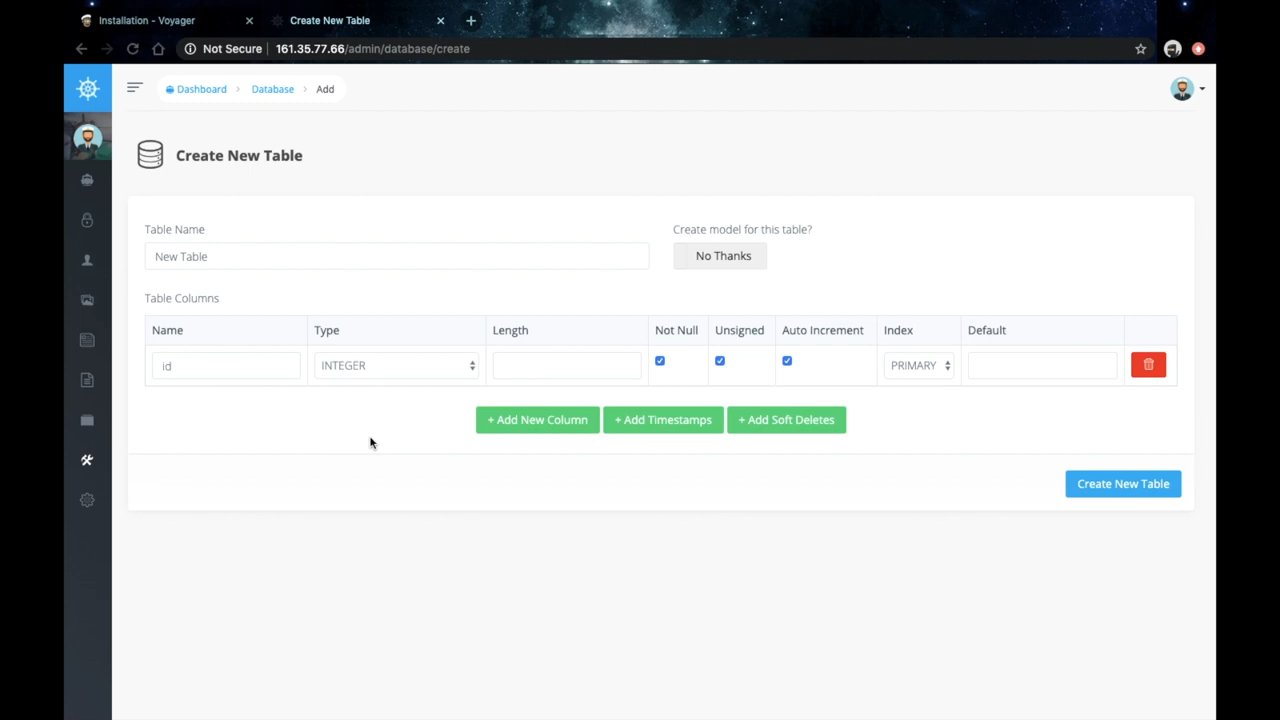 Installation - Voyager
Create New Table
Not Secure 161.35.77.66/admin/database/create
Dashboard > Database > Add
Create New Table
Table Name
Create model for this table?
New Table
No Thanks
Table Columns
Name Type Length Not Null Unsigned Auto Increment Index Default
id INTEGER PRIMARY
+ Add New Column + Add Timestamps + Add Soft Deletes
Create New Table